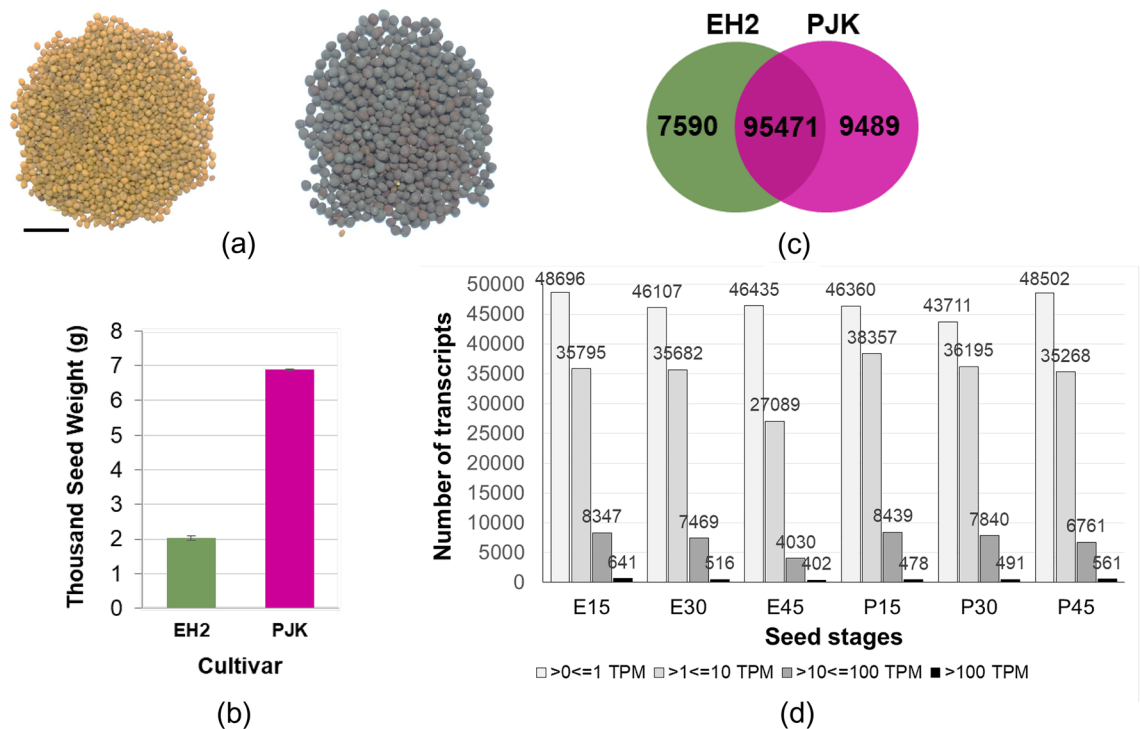 EH2 PJK
7590 95471 9489
(a)
(c)
Thousand Seed Weight (g)
8
7
6
5
4
3
2
1
0
EH2 PJK
Cultivar
(b)
Number of transcripts
50000
45000
40000
35000
30000
25000
20000
15000
10000
5000
0
48696 46107 46435 46360 43711 48502
35795 35682 27089 38357 36195 35268
8347 7469 4030 8439 7840 6761
641 516 402 478 491 561
E15 E30 E45 P15 P30 P45
Seed stages
>0<=1 TPM >1<=10 TPM >10<=100 TPM >100 TPM
(d)